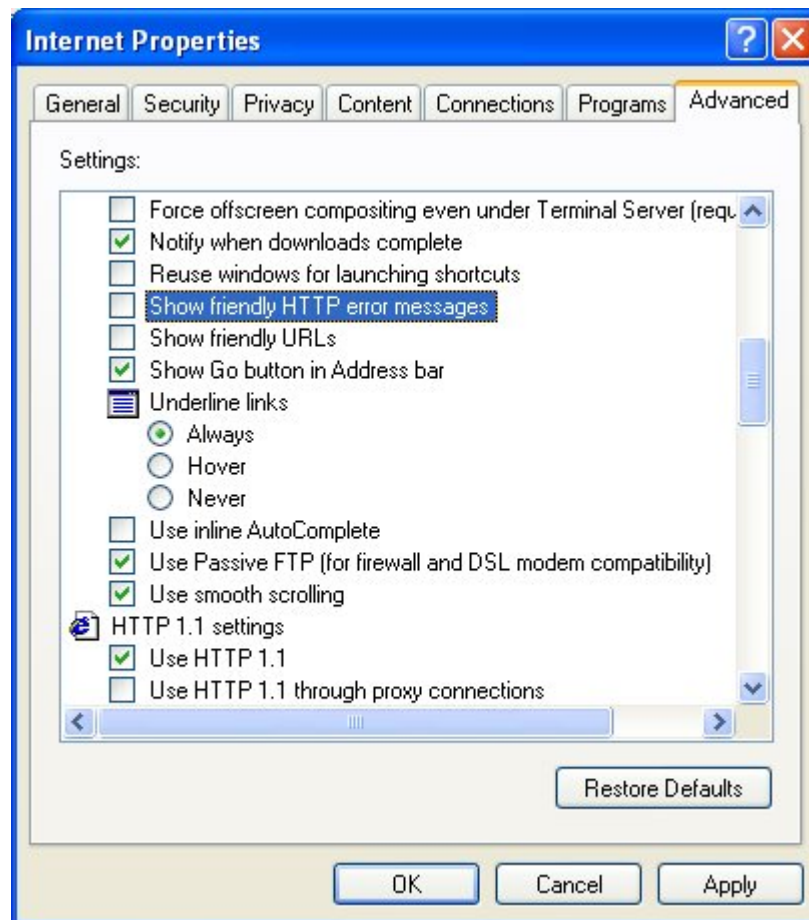 Internet Properties
General Security Privacy Content Connections Programs Advanced
Settings:
Force offscreen compositing even under Terminal Server (requ
Notify when downloads complete
Reuse windows for launching shortcuts
Show friendly HTTP error messages
Show friendly URLs
Show Go button in Address bar
Underline links
Always
Hover
Never
Use inline AutoComplete
Use Passive FTP (for firewall and DSL modem compatibility)
Use smooth scrolling
HTTP 1.1 settings
Use HTTP 1.1
Use HTTP 1.1 through proxy connections
Restore Defaults
OK Cancel Apply